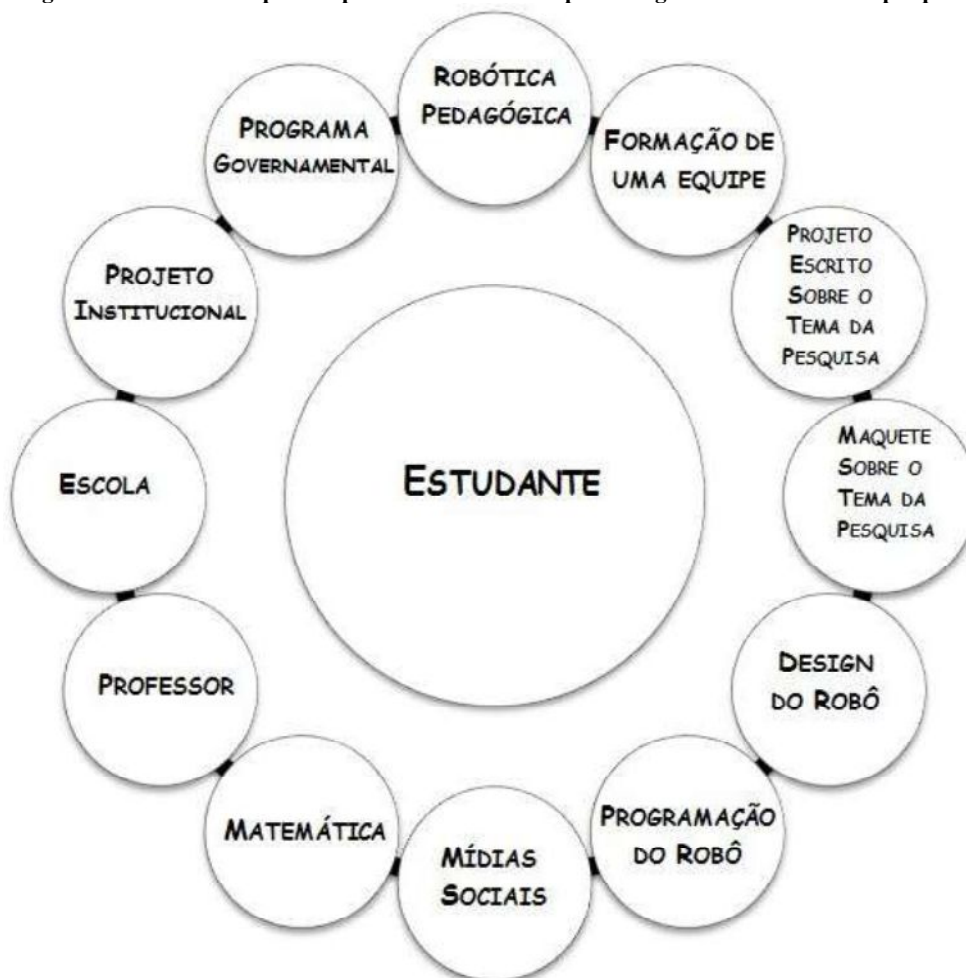 ROBÓTICA
PEDAGÓGICA
FORMAÇÃO DE
UMA EQUIPE
PROJETO
ESCRITO
SOBRE O
TEMA DA
PESQUISA
MAQUETE
SOBRE O
TEMA DA
PESQUISA
DESIGN
DO ROBÔ
PROGRAMAÇÃO
DO ROBÔ
MÍDIAS
SOCIAIS
MATEMÁTICA
PROFESSOR
ESCOLA
PROJETO
INSTITUCIONAL
PROGRAMA
GOVERNAMENTAL
ESTUDANTE